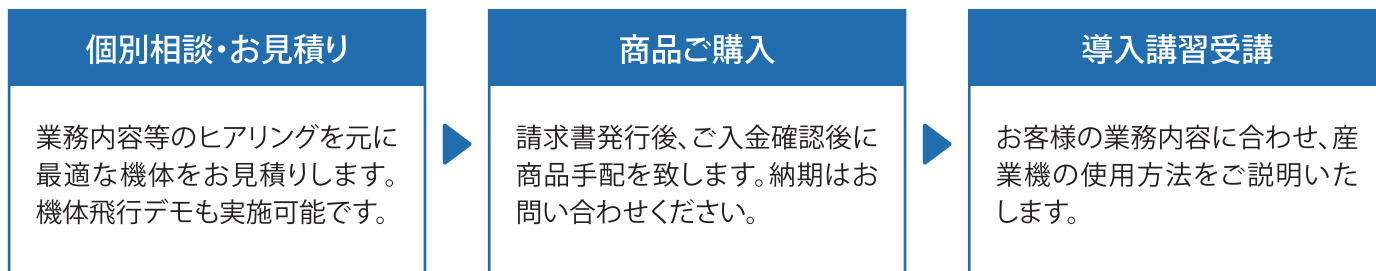 個別相談・お見積り
業務内容等のヒアリングを元に
最適な機体をお見積りします。
機体飛行デモも実施可能です。
商品ご購入
請求書発行後、ご入金確認後に
商品手配を致します。納期はお
問い合わせください。
導入講習受講
お客様の業務内容に合わせ、産
業機の使用方法をご説明いた
します。